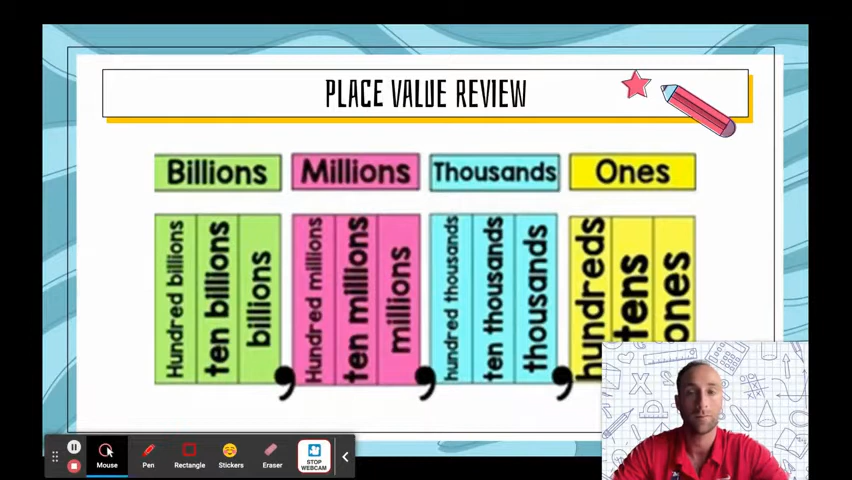 PLACE VALUE REVIEW
Billions Millions Thousands Ones
Hundred billions
ten billions
billions
,
Hundred millions
ten millions
millions
,
hundred thousands
ten thousands
thousands
,
hundreds
tens
ones
Mouse Pen Rectangle Stickers Eraser STOP
WEBCAM